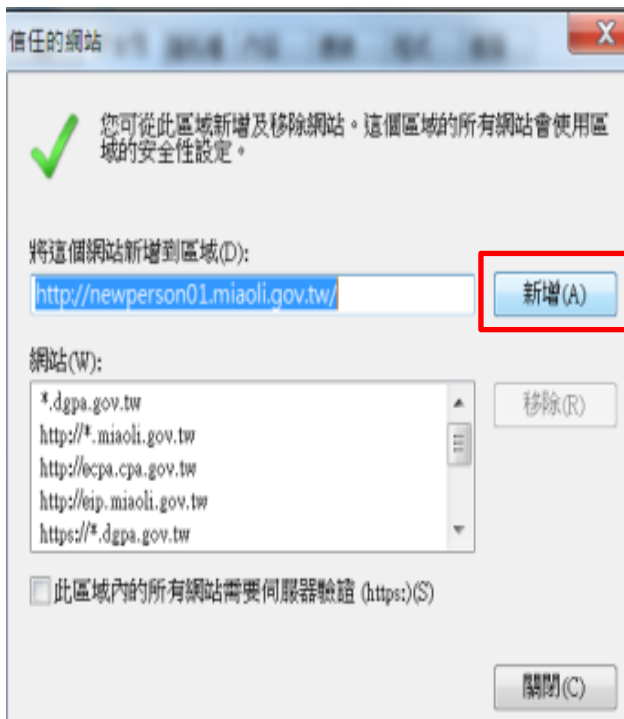 信任的網站
X
您可從此區域新增及移除網站。這個區域的所有網站會使用區
域的安全性設定。
將這個網站新增到區域(D):
http://newperson01.miaoli.gov.tw/
新增(A)
網站(W):
*.dgpa.gov.tw
移除(R)
http://*.miaoli.gov.tw
http://ecpa.cpa.gov.tw
http://eip.miaoli.gov.tw
https://*.dgpa.gov.tw
此區域內的所有網站需要伺服器驗證 (https:)(S)
關閉(C)